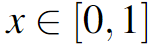 x ∈ [0, 1]